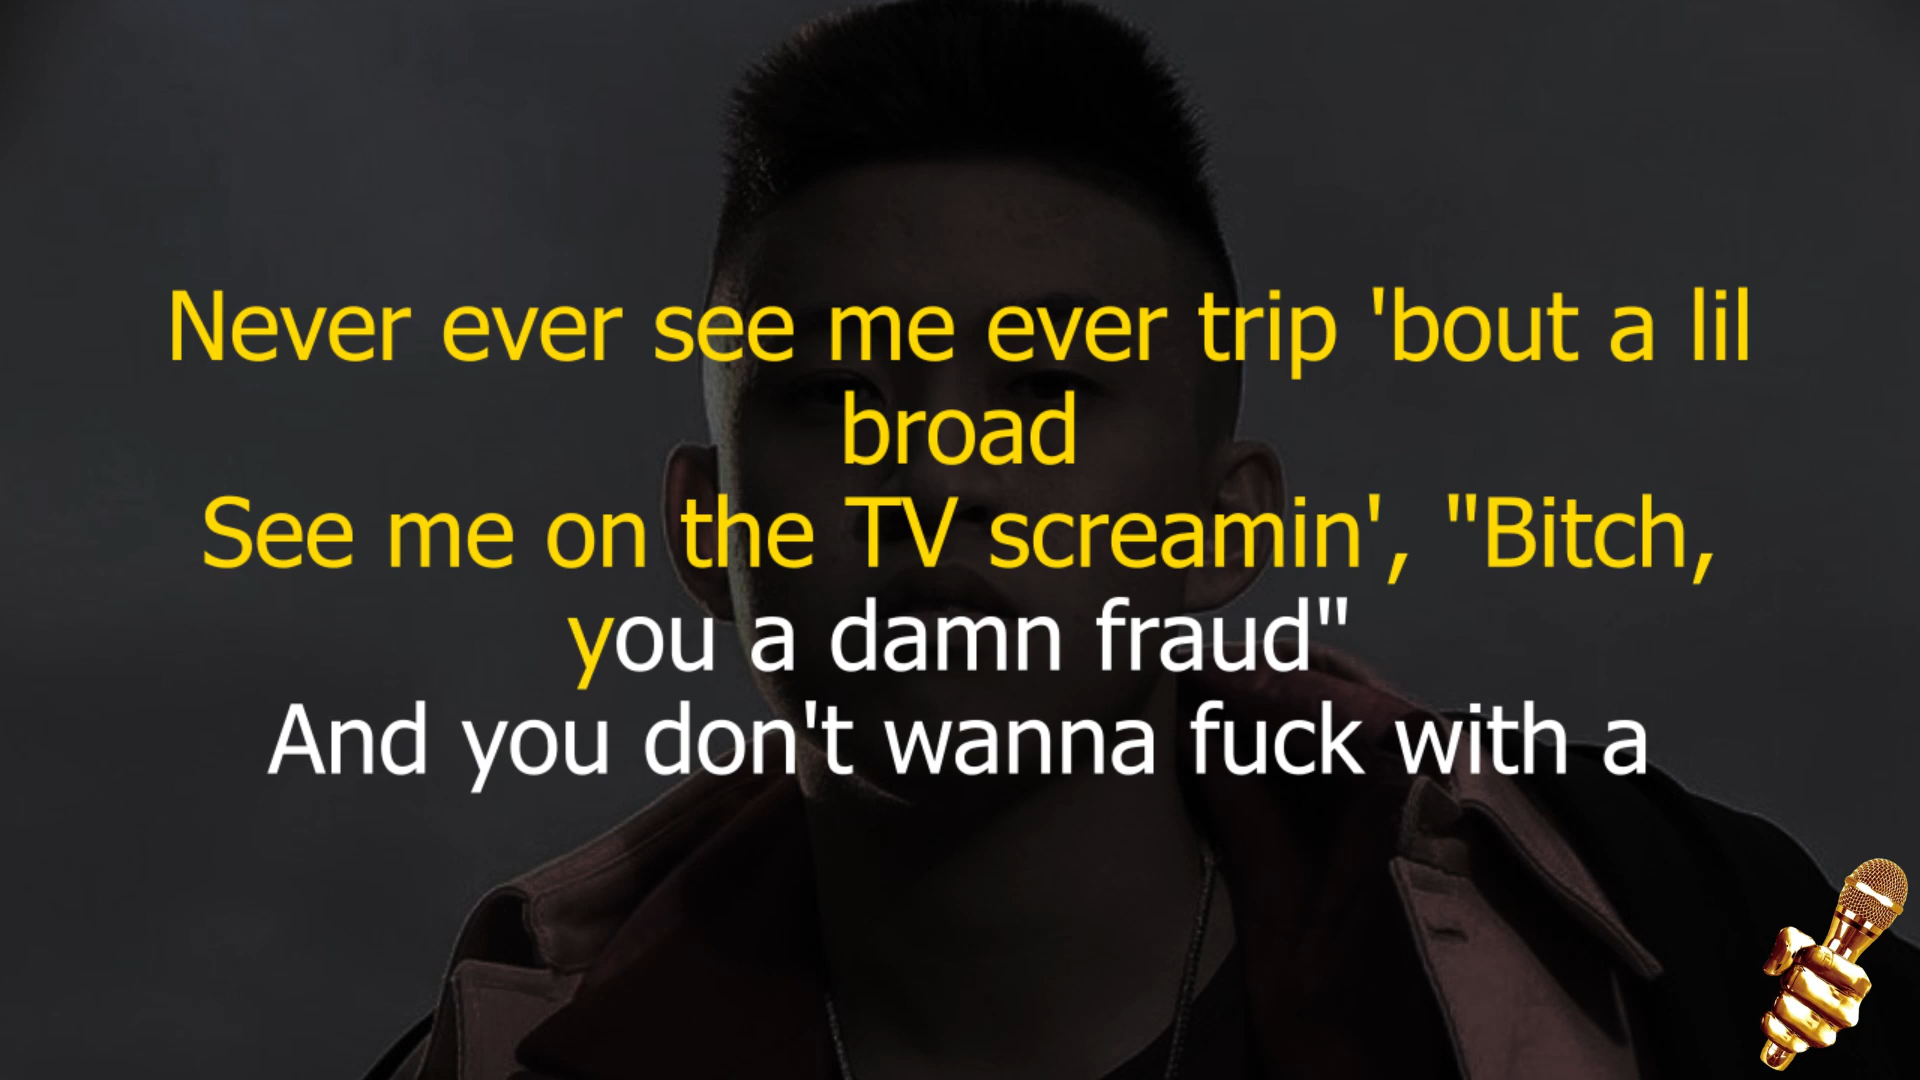 Never ever see me ever trip 'bout a lil
broad
See me on the TV screamin', "Bitch,
you a damn fraud"
And you don't wanna fuck with a